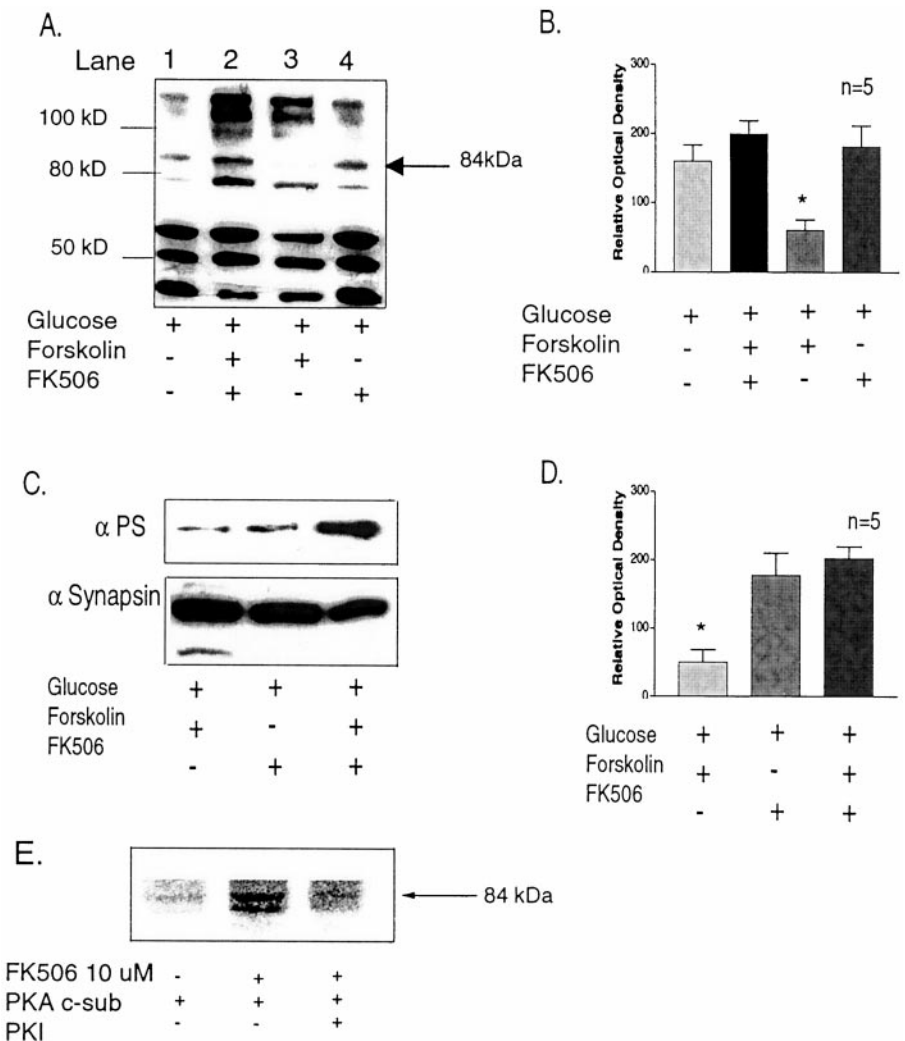 A.
Lane 1 2 3 4
100 kD
80 kD
50 kD
84kDa
Glucose + + + +
Forskolin - + + -
FK506 - + - +
B.
Relative Optical Density
300
200
100
0
n=5
*
Glucose + + + +
Forskolin - + + -
FK506 - + - +
C.
α PS
α Synapsin
Glucose + + +
Forskolin + - +
FK506 - + +
D.
Relative Optical Density
300
200
100
0
n=5
*
Glucose + + +
Forskolin + - +
FK506 - + +
E.
84 kDa
FK506 10 uM - + +
PKA c-sub + + +
PKI - - +